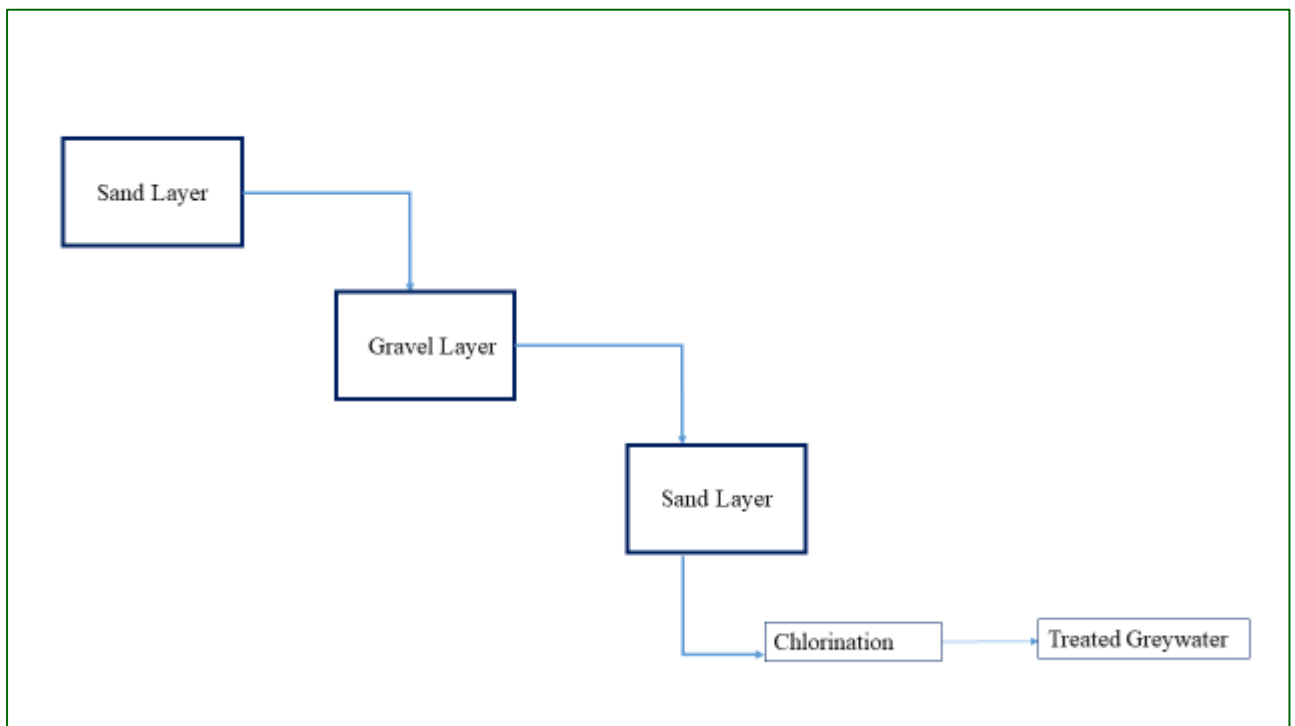 Sand Layer
Gravel Layer
Sand Layer
Chlorination
Treated Greywater